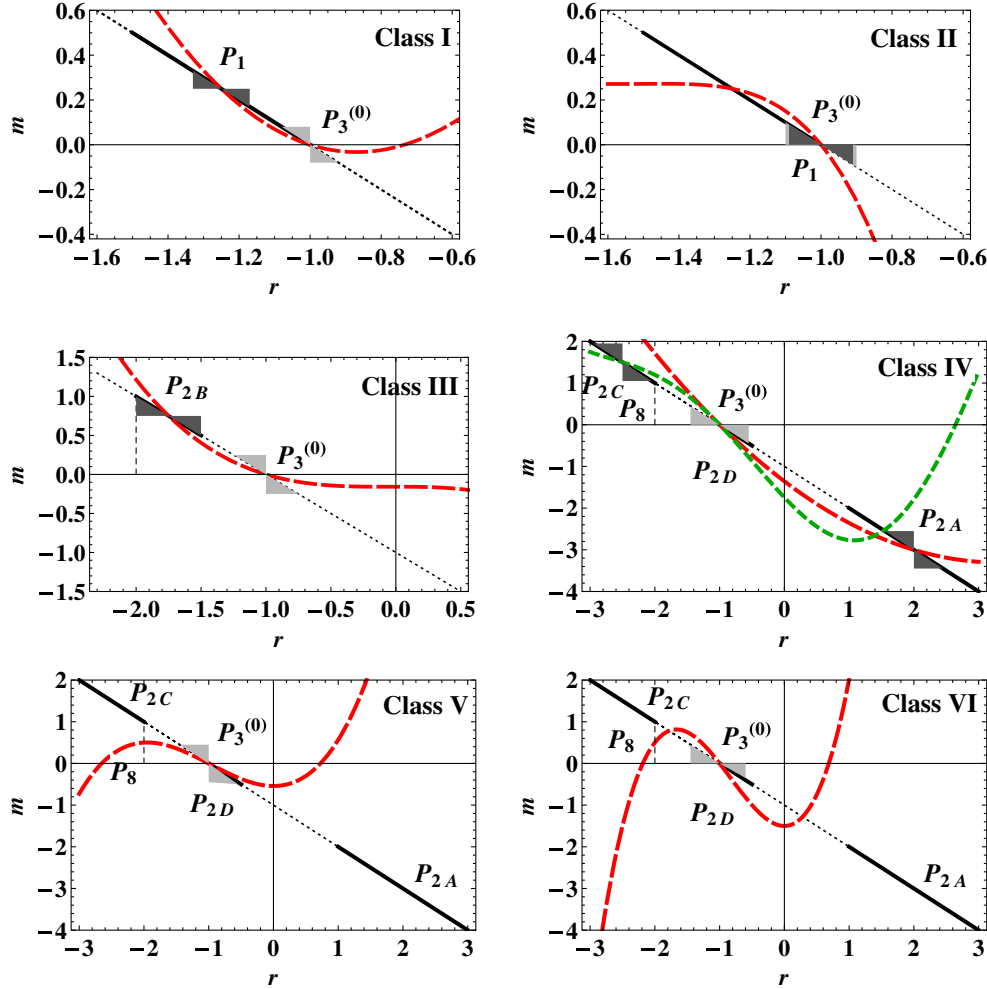 Class I
P1
P3(0)
m
0.6
0.4
0.2
0.0
−0.2
−0.4
−1.6 −1.4 −1.2 −1.0 −0.8 −0.6
r
Class II
P3(0)
P1
m
0.6
0.4
0.2
0.0
−0.2
−0.4
−1.6 −1.4 −1.2 −1.0 −0.8 −0.6
r
Class III
P2B
P3(0)
m
1.5
1.0
0.5
0.0
−0.5
−1.0
−1.5
−2.0 −1.5 −1.0 −0.5 0.0 0.5
r
Class IV
P2C
P8
P3(0)
P2D
P2A
m
2
1
0
−1
−2
−3
−4
−3 −2 −1 0 1 2 3
r
Class V
P2C
P3(0)
P8
P2D
P2A
m
2
1
0
−1
−2
−3
−4
−3 −2 −1 0 1 2 3
r
Class VI
P2C
P3(0)
P8
P2D
P2A
m
2
1
0
−1
−2
−3
−4
−3 −2 −1 0 1 2 3
r